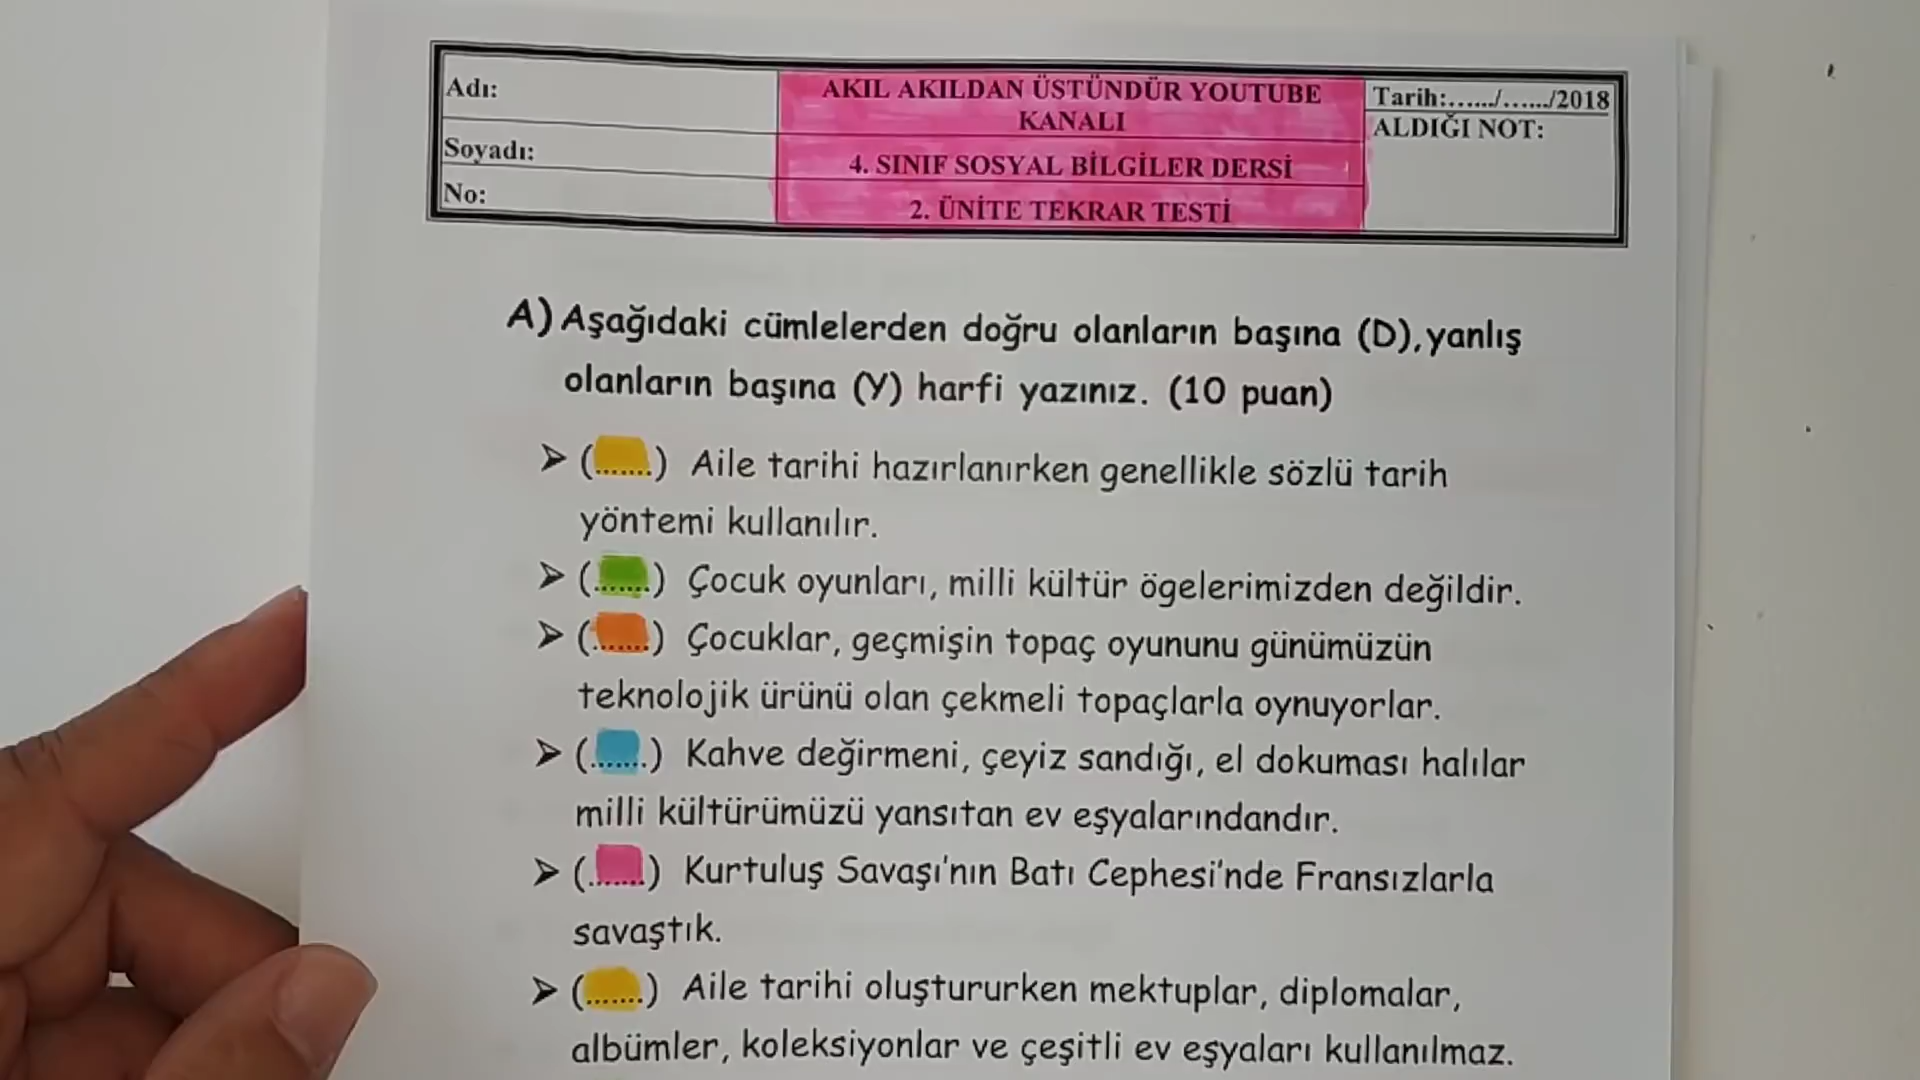 Adı:
Soyadı:
No:
AKIL AKILDAN ÜSTÜNDÜR YOUTUBE
KANALI
4. SINIF SOSYAL BİLGİLER DERSİ
2. ÜNİTE TEKRAR TESTİ
Tarih:....../....../2018
ALDIĞI NOT:
A) Aşağıdaki cümlelerden doğru olanların başına (D),yanlış
olanların başına (Y) harfi yazınız. (10 puan)
➢ (.......) Aile tarihi hazırlanırken genellikle sözlü tarih
yöntemi kullanılır.
➢ (.......) Çocuk oyunları, milli kültür ögelerimizden değildir.
➢ (.......) Çocuklar, geçmişin topaç oyununu günümüzün
teknolojik ürünü olan çekmeli topaçlarla oynuyorlar.
➢ (.......) Kahve değirmeni, çeyiz sandığı, el dokuması halılar
milli kültürümüzü yansıtan ev eşyalarındandır.
➢ (.......) Kurtuluş Savaşı'nın Batı Cephesi'nde Fransızlarla
savaştık.
➢ (.......) Aile tarihi oluştururken mektuplar, diplomalar,
albümler, koleksiyonlar ve çeşitli ev eşyaları kullanılmaz.